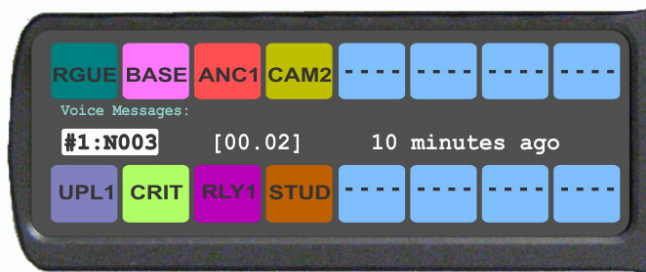 RGUE BASE ANC1 CAM2 ---- ---- ---- ----
Voice Messages:
#1:N003 [00.02] 10 minutes ago
UPL1 CRIT RLY1 STUD ---- ---- ---- ----